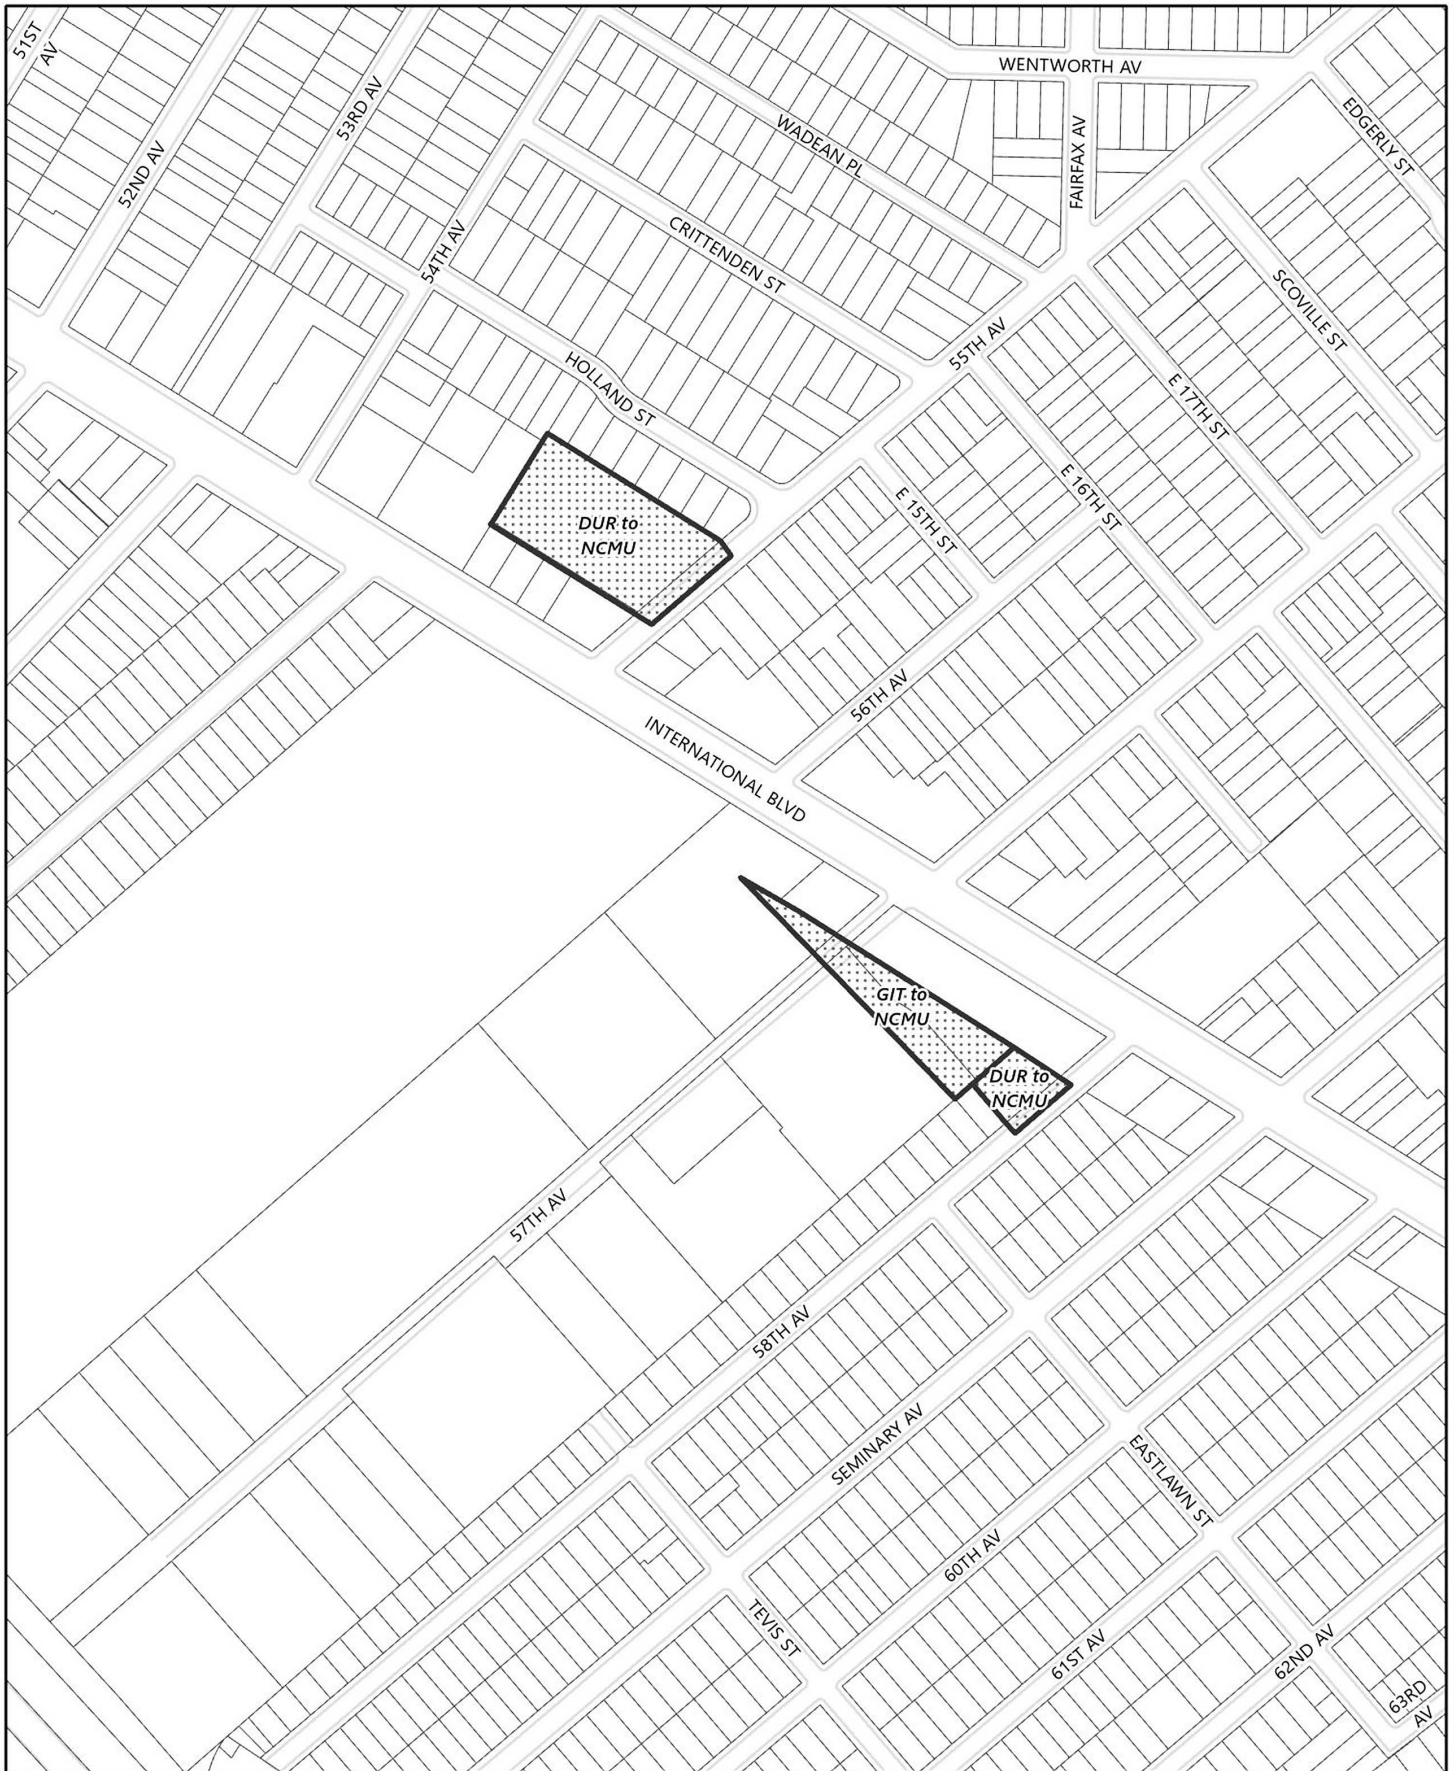 51ST
AV
WENTWORTH AV
53RD AV
EDGERLY ST
WADEAN PL
FAIRFAX AV
52ND AV
CRITTENDEN ST
54TH AV
SCOVILLE ST
55TH AV
HOLLAND ST
E 17TH ST
E 16TH ST
E 15TH ST
DUR to
NCMU
56TH AV
INTERNATIONAL BLVD
GIT to
NCMU
DUR to
NCMU
57TH AV
58TH AV
SEMINARY AV
EASTLAWN ST
60TH AV
TEVIS ST
61ST AV
62ND AV
63RD
AV